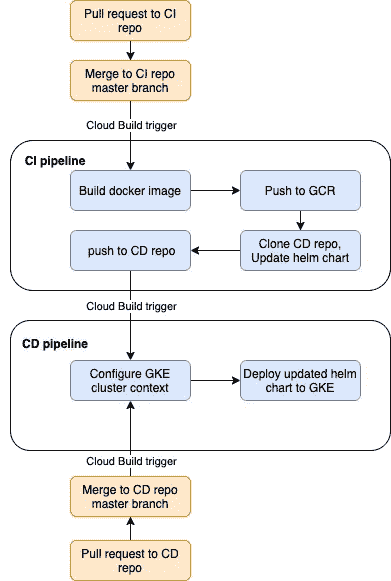 Pull request to CI
repo
Merge to CI repo
master branch
Cloud Build trigger
CI pipeline
Build docker image
Push to GCR
push to CD repo
Clone CD repo,
Update helm chart
Cloud Build trigger
CD pipeline
Configure GKE
cluster context
Deploy updated helm
chart to GKE
Cloud Build trigger
Merge to CD repo
master branch
Pull request to CD
repo